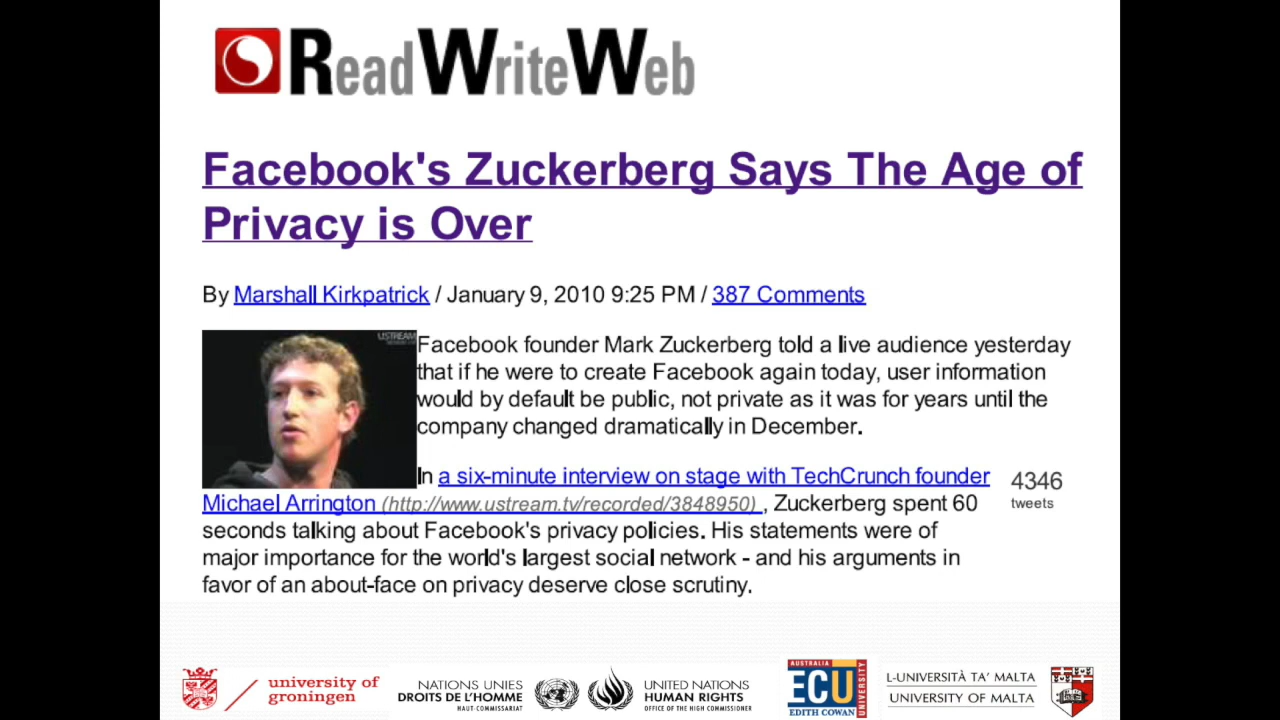 ReadWriteWeb
Facebook's Zuckerberg Says The Age of
Privacy is Over
By Marshall Kirkpatrick / January 9, 2010 9:25 PM / 387 Comments
USTREAM
Facebook founder Mark Zuckerberg told a live audience yesterday
that if he were to create Facebook again today, user information
would by default be public, not private as it was for years until the
company changed dramatically in December.
In a six-minute interview on stage with TechCrunch founder
Michael Arrington (http://www.ustream.tv/recorded/3848950) , Zuckerberg spent 60
seconds talking about Facebook's privacy policies. His statements were of
major importance for the world's largest social network - and his arguments in
favor of an about-face on privacy deserve close scrutiny.
4346
tweets
university of
groningen
NATIONS UNIES
DROITS DE L'HOMME
HAUT-COMMISSARIAT
UNITED NATIONS
HUMAN RIGHTS
OFFICE OF THE HIGH COMMISSIONER
AUSTRALIA
ECU
EDITH COWAN
UNIVERSITY
L-UNIVERSITÀ TA' MALTA
UNIVERSITY OF MALTA